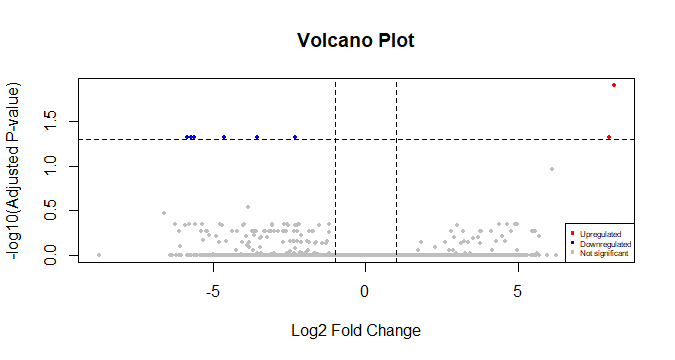 Volcano Plot
-log10(Adjusted P-value)
1.5
1.0
0.5
0.0
Upregulated
Downregulated
Not significant
-5
0
5
Log2 Fold Change